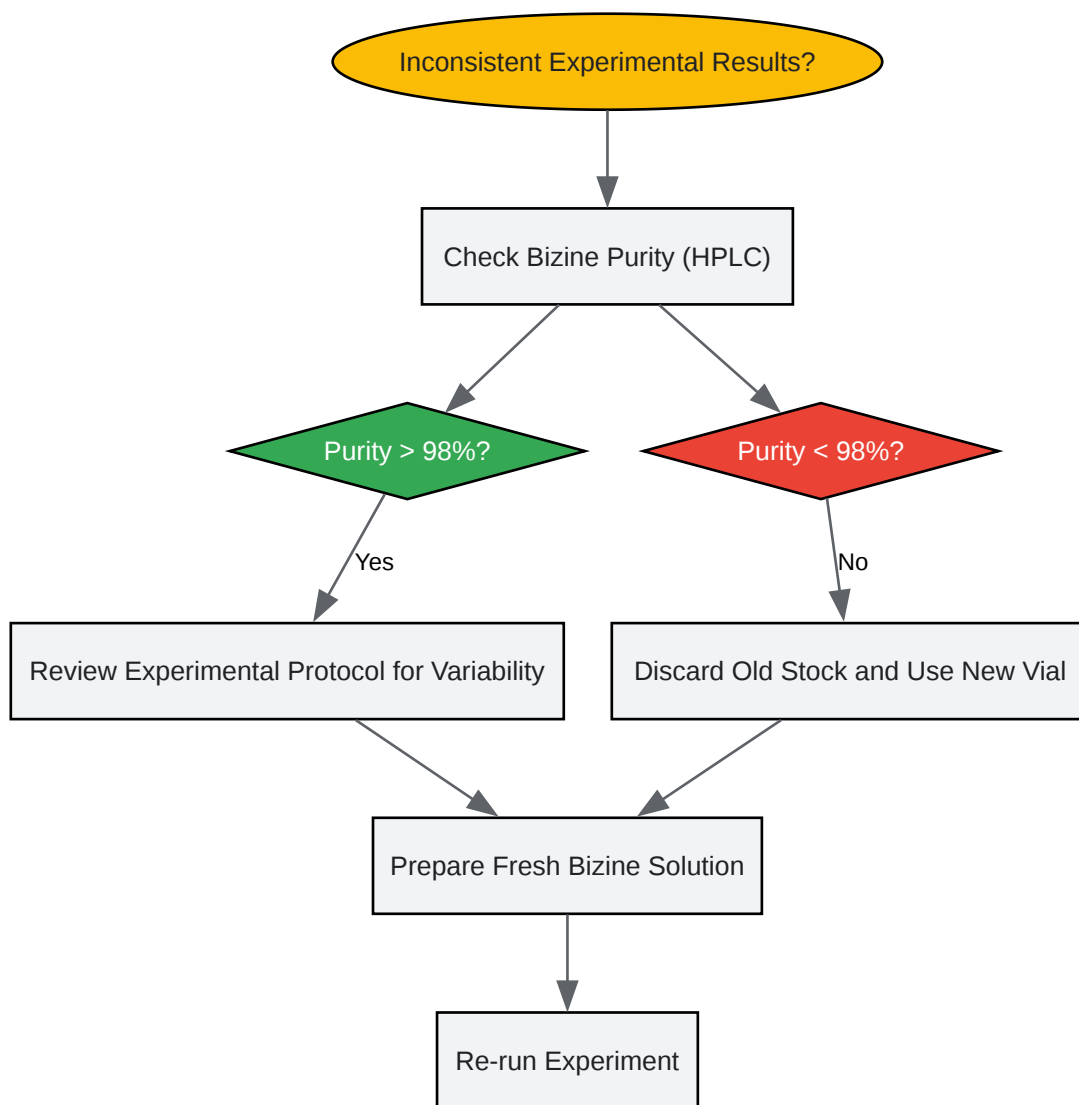 Inconsistent Experimental Results?
Check Bizine Purity (HPLC)
Purity > 98%?
Purity < 98%?
Yes
No
Review Experimental Protocol for Variability
Discard Old Stock and Use New Vial
Prepare Fresh Bizine Solution
Re-run Experiment